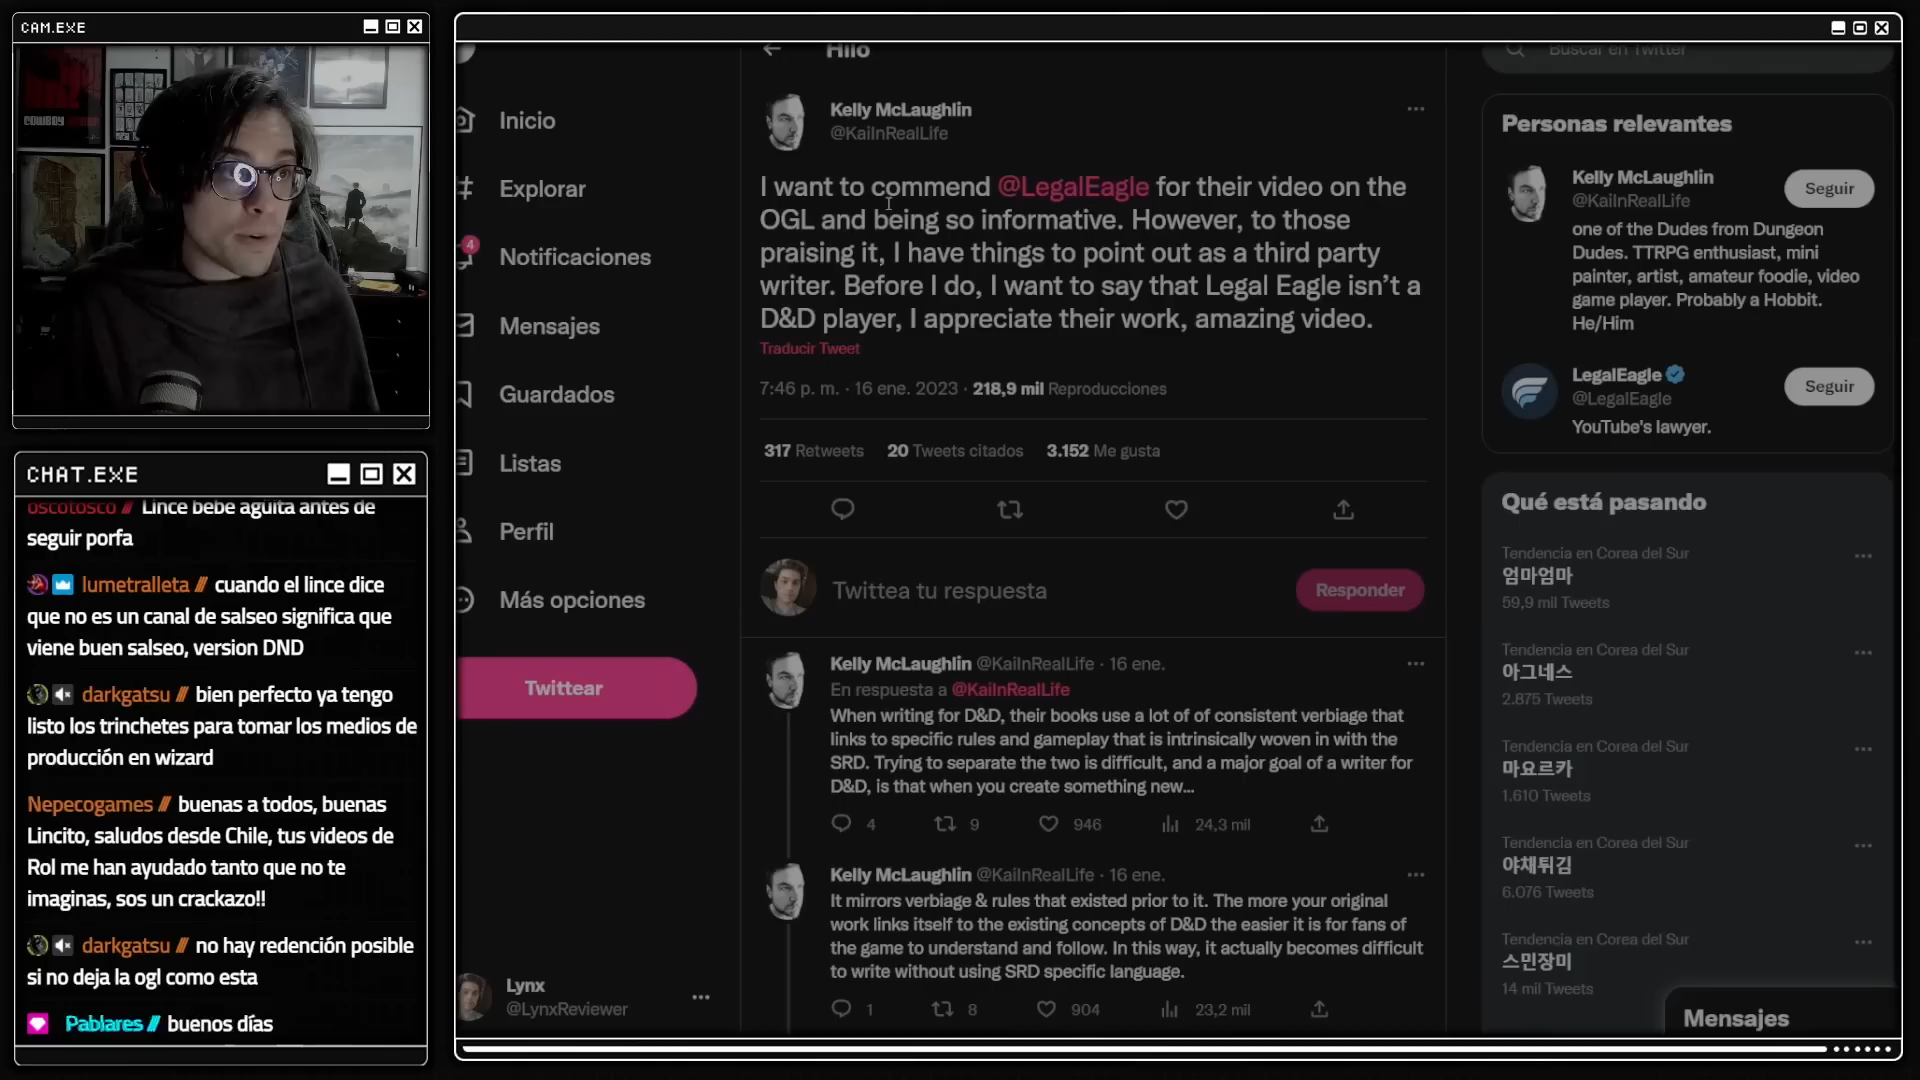 CAM.EXE
COWBOY
CHAT.EXE
oscotosco // Lince bebe agüita antes de
seguir porfa
lumetralleta // cuando el lince dice
que no es un canal de salseo significa que
viene buen salseo, version DND
darkgatsu // bien perfecto ya tengo
listo los trinchetes para tomar los medios de
producción en wizard
Nepecogames // buenas a todos, buenas
Lincito, saludos desde Chile, tus videos de
Rol me han ayudado tanto que no te
imaginas, sos un crackazo!!
darkgatsu // no hay redención posible
si no deja la ogl como esta
Pablares // buenos días
Inicio
Explorar
4
Notificaciones
Mensajes
Guardados
Listas
Perfil
Más opciones
Twittear
Lynx
@LynxReviewer
Hilo
Kelly McLaughlin
@KaiInRealLife
I want to commend @LegalEagle for their video on the
OGL and being so informative. However, to those
praising it, I have things to point out as a third party
writer. Before I do, I want to say that Legal Eagle isn’t a
D&D player, I appreciate their work, amazing video.
Traducir Tweet
7:46 p. m. · 16 ene. 2023 · 218,9 mil Reproducciones
317 Retweets 20 Tweets citados 3.152 Me gusta
Twittea tu respuesta
Responder
Kelly McLaughlin @KaiInRealLife · 16 ene.
En respuesta a @KaiInRealLife
When writing for D&D, their books use a lot of of consistent verbiage that
links to specific rules and gameplay that is intrinsically woven in with the
SRD. Trying to separate the two is difficult, and a major goal of a writer for
D&D, is that when you create something new...
4 9 946 24,3 mil
Kelly McLaughlin @KaiInRealLife · 16 ene.
It mirrors verbiage & rules that existed prior to it. The more your original
work links itself to the existing concepts of D&D the easier it is for fans of
the game to understand and follow. In this way, it actually becomes difficult
to write without using SRD specific language.
1 8 904 23,2 mil
Buscar en Twitter
Personas relevantes
Kelly McLaughlin
@KaiInRealLife
Seguir
one of the Dudes from Dungeon
Dudes. TTRPG enthusiast, mini
painter, artist, amateur foodie, video
game player. Probably a Hobbit.
He/Him
LegalEagle
@LegalEagle
Seguir
YouTube's lawyer.
Qué está pasando
Tendencia en Corea del Sur
엄마엄마
59,9 mil Tweets
Tendencia en Corea del Sur
아그네스
2.875 Tweets
Tendencia en Corea del Sur
마요르카
1.610 Tweets
Tendencia en Corea del Sur
야채튀김
6.076 Tweets
Tendencia en Corea del Sur
스민장미
14 mil Tweets
Mensajes